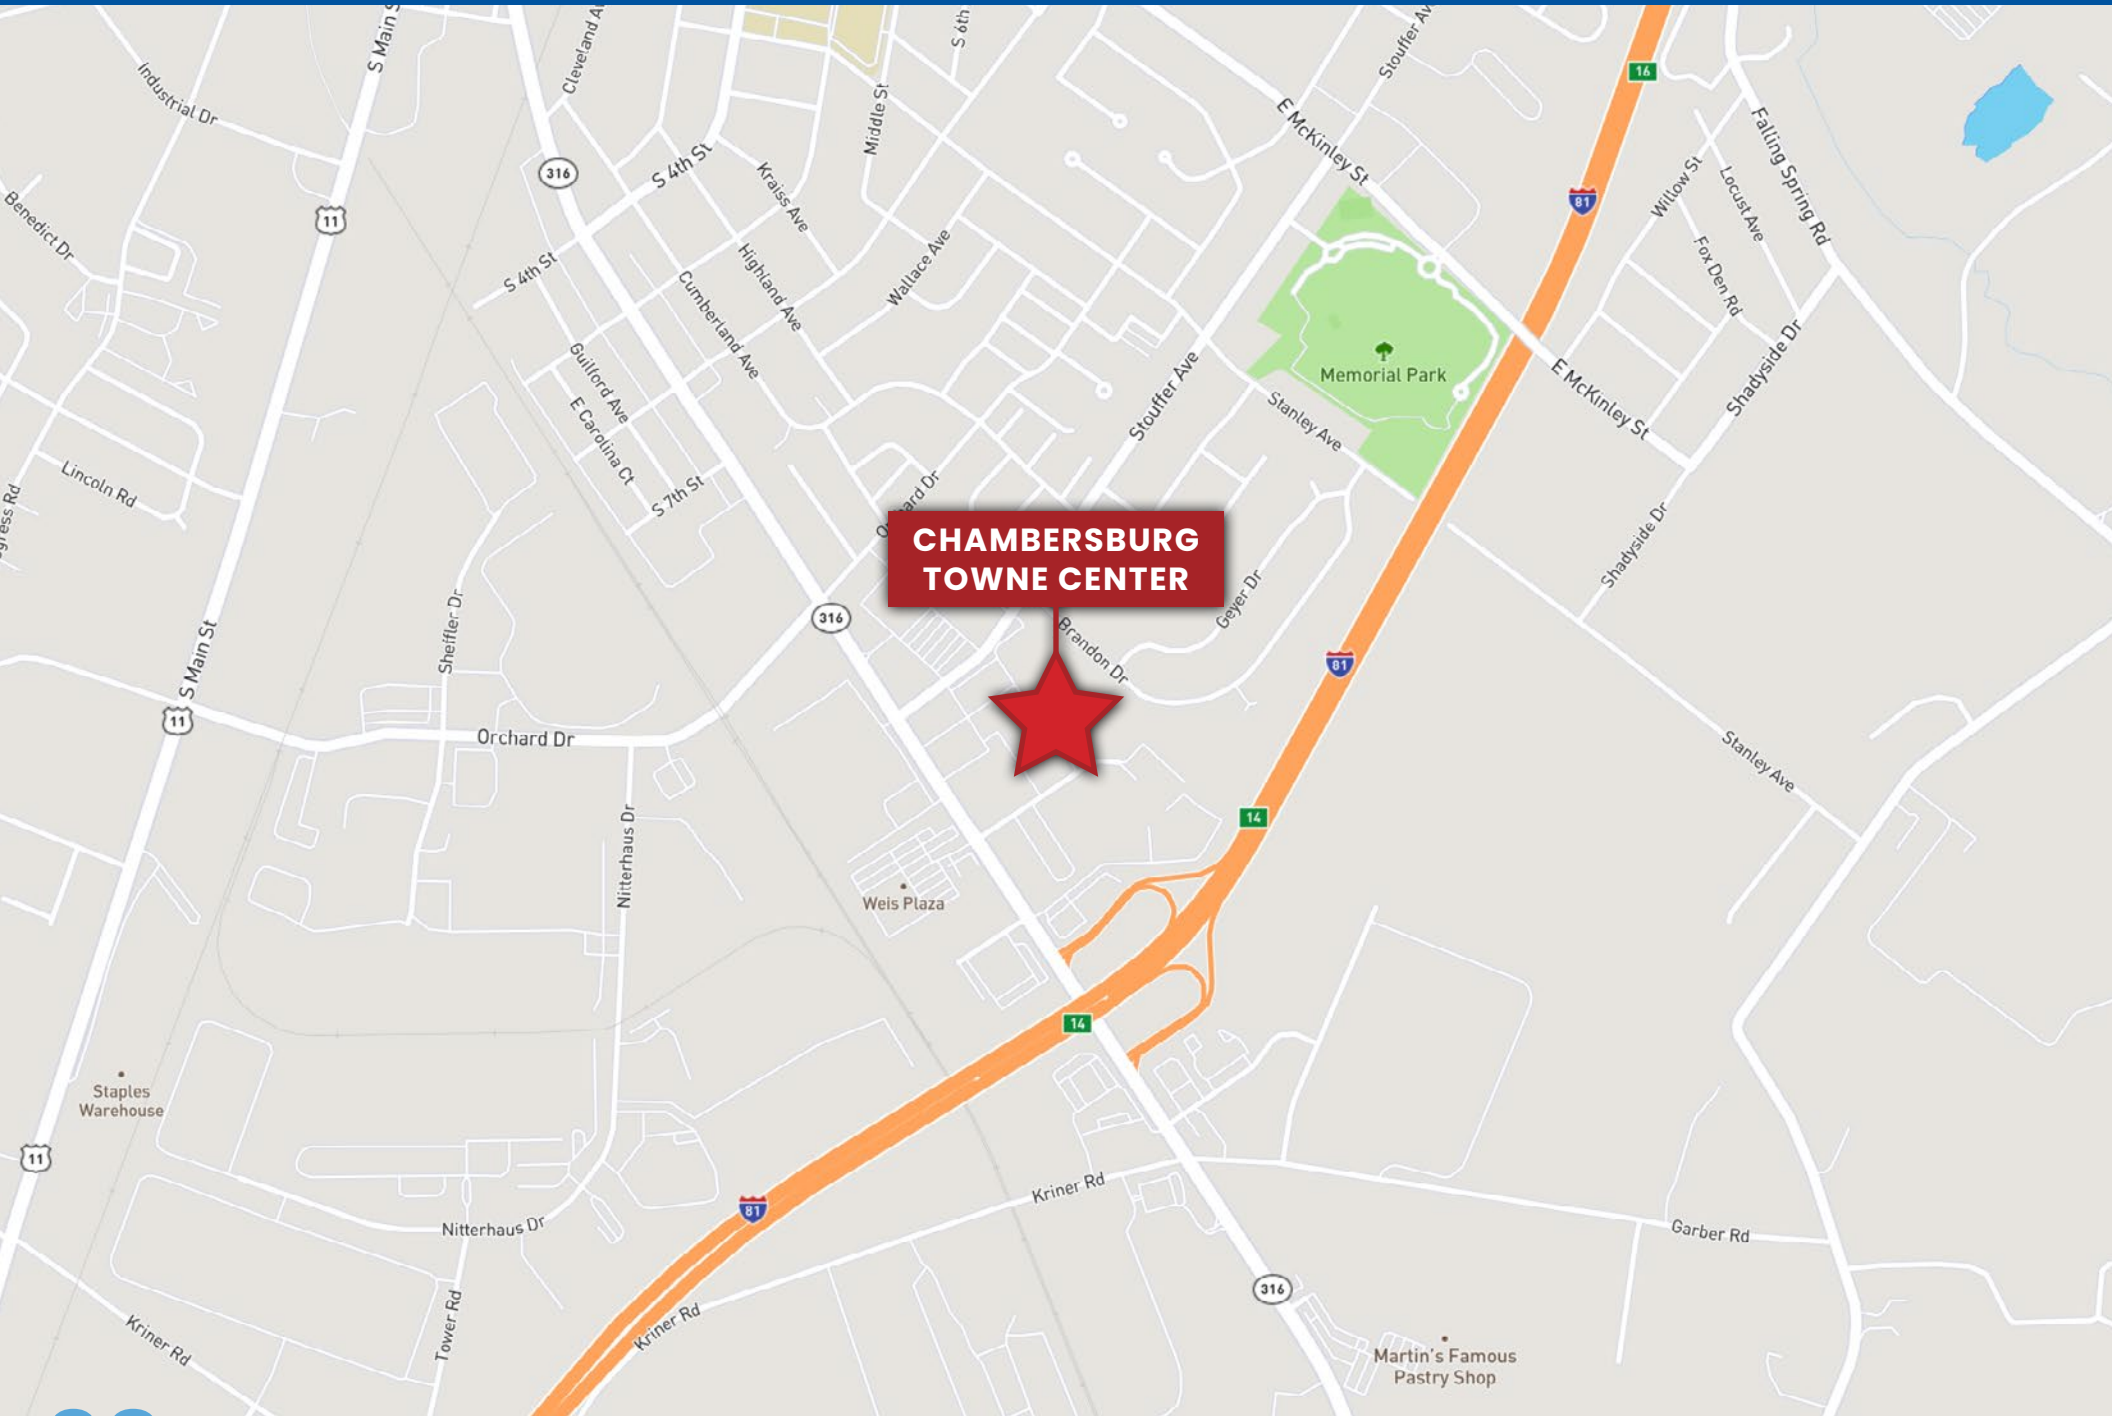 S Main S
Cleveland A
S 6th
Stouffer Av
16
Industrial Dr
Middle St
E McKinley St
Falling Spring Rd
316
S 4th St
Kraiss Ave
Willow St
Locust Ave
81
Benedict Dr
11
S 4th St
Highland Ave
Wallace Ave
Fox Den Rd
Cumberland Ave
Guilford Ave
Memorial Park
Shadyside Dr
E McKinley St
Stouffer Ave
Stanley Ave
E Carolina Ct
Lincoln Rd
S 7th St
gress Rd
O
ard Dr
CHAMBERSBURG
TOWNE CENTER
Shadyside Dr
Geyer Dr
316
Sheffler Dr
Brandon Dr
S Main St
81
11
Orchard Dr
Stanley Ave
14
Nitterhaus Dr
Weis Plaza
14
Staples
Warehouse
11
Kriner Rd
81
Nitterhaus Dr
Garber Rd
316
Kriner Rd
Tower Rd
Kriner Rd
Martin's Famous
Pastry Shop